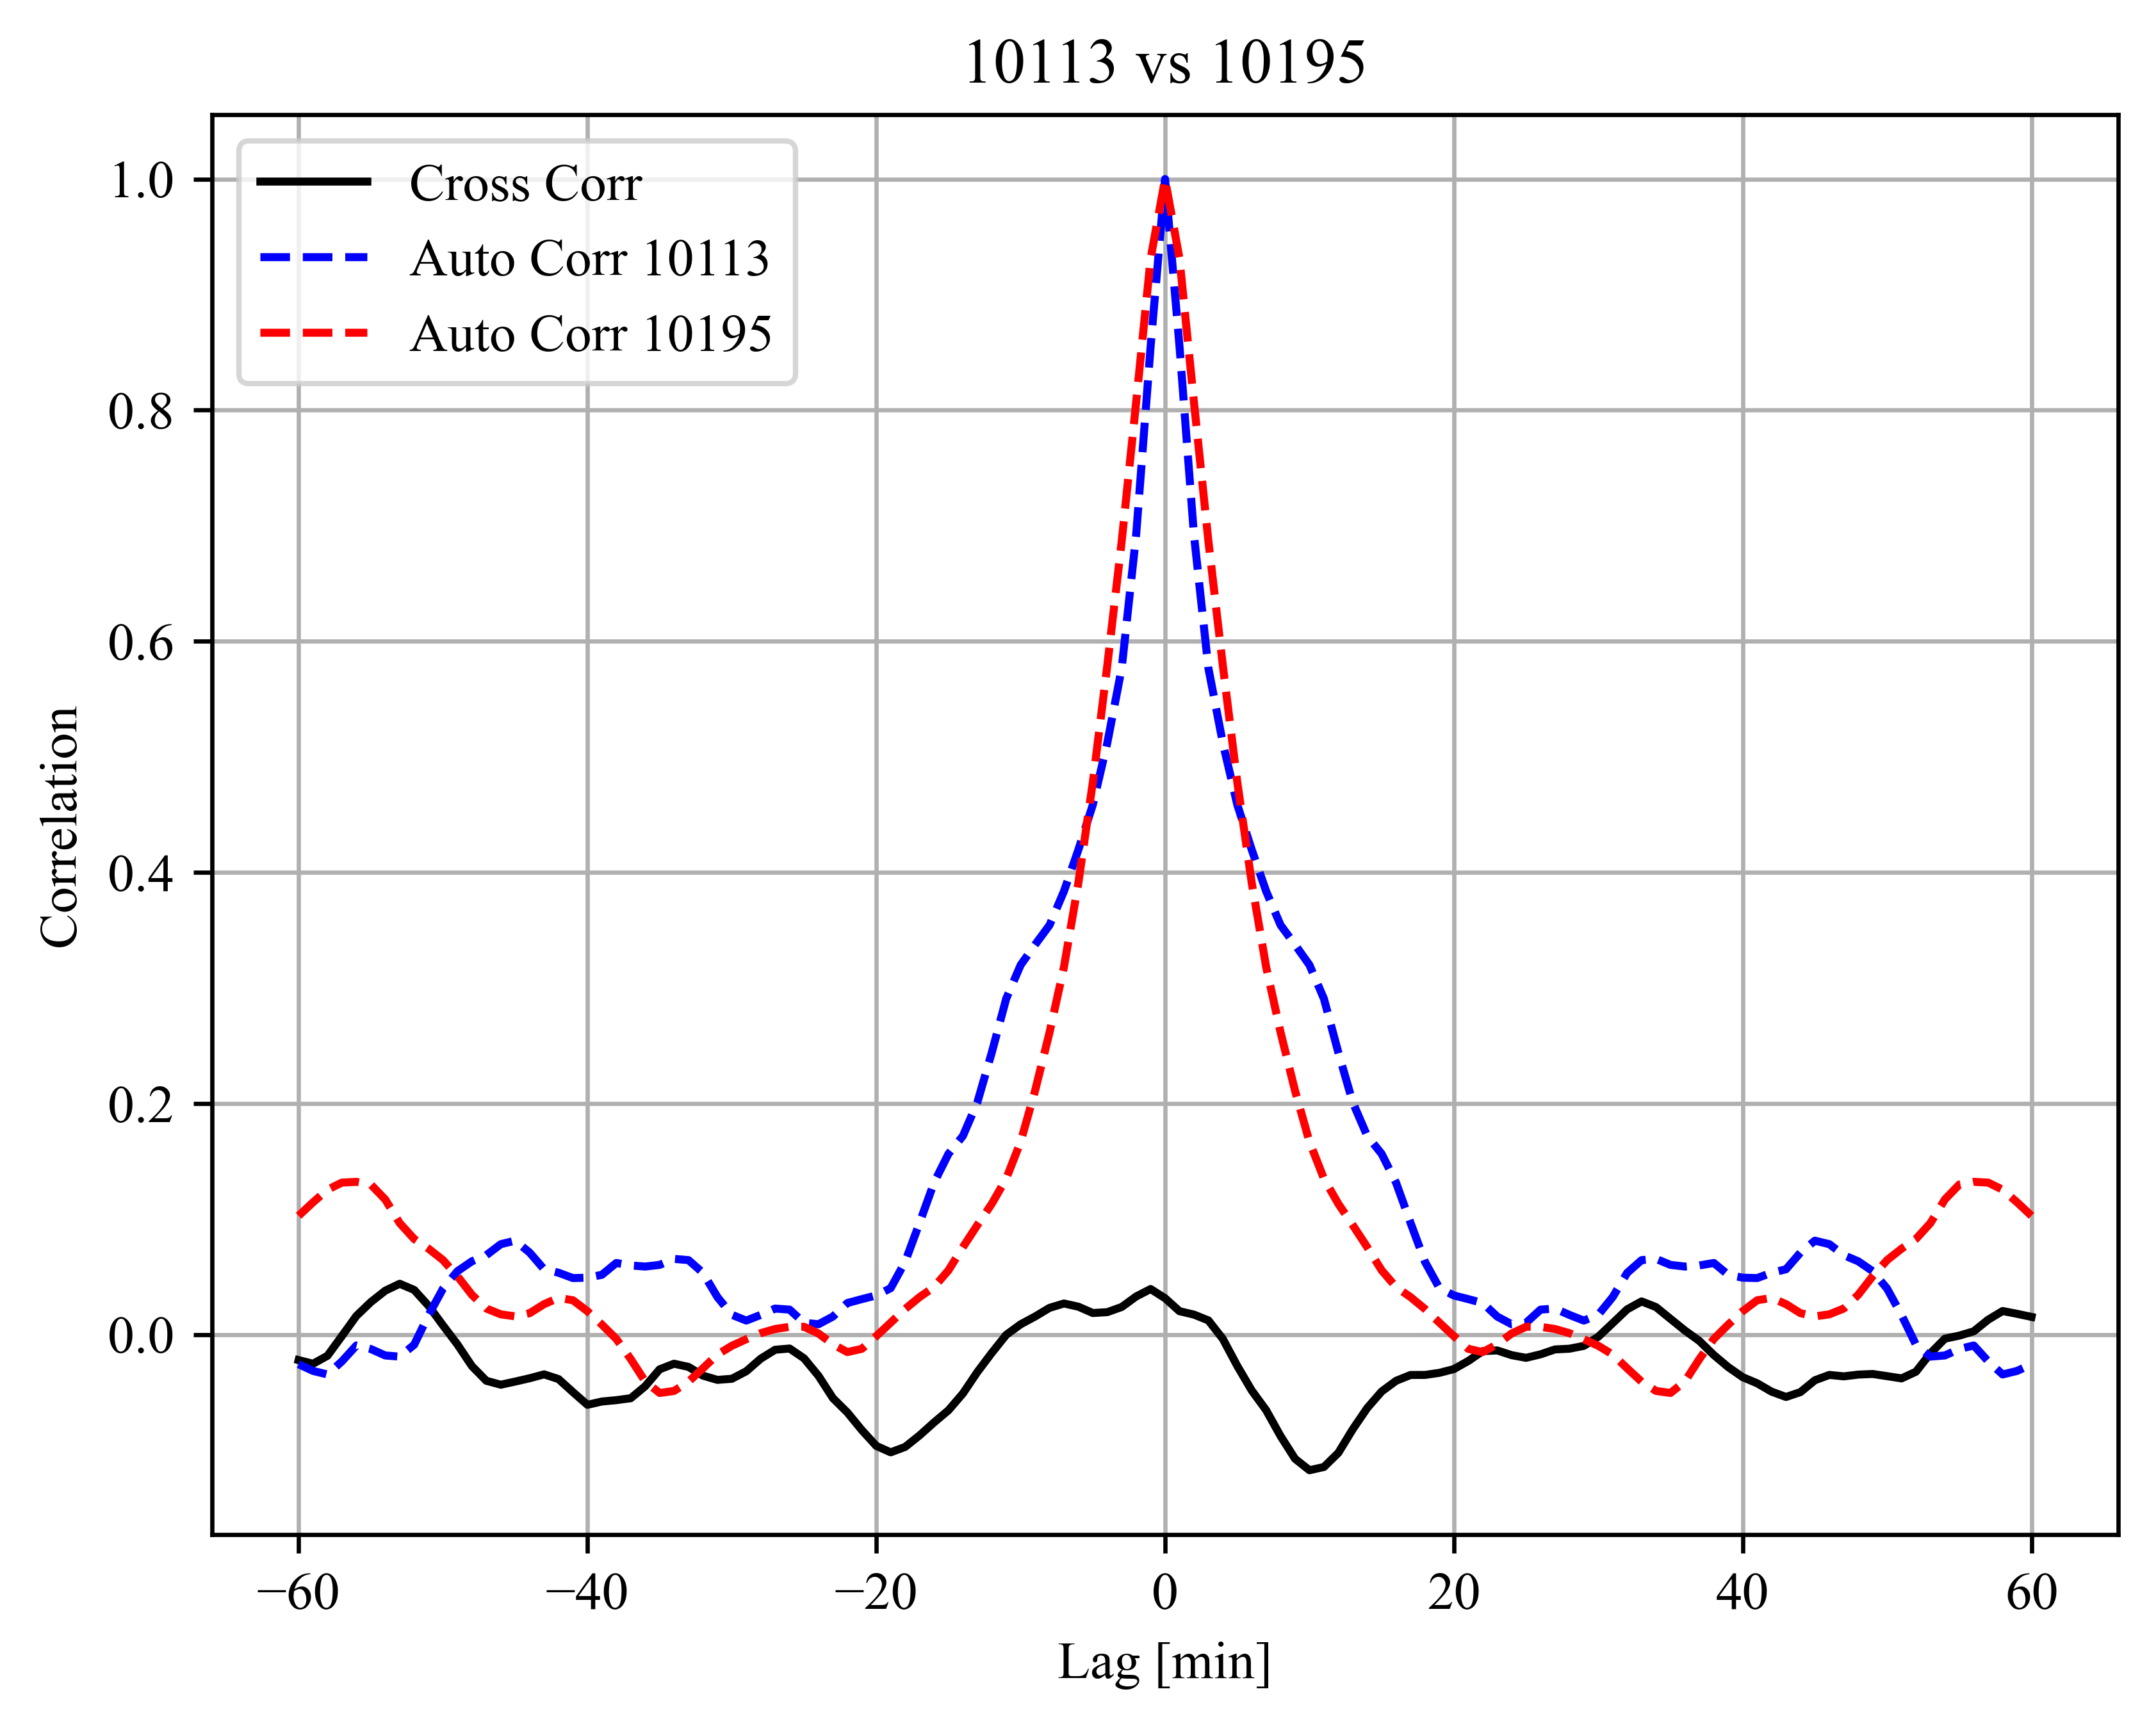 10113 vs 10195
Cross Corr
Auto Corr 10113
Auto Corr 10195
1.0
0.8
0.6
0.4
0.2
0.0
Correlation
−60 −40 −20 0 20 40 60
Lag [min]